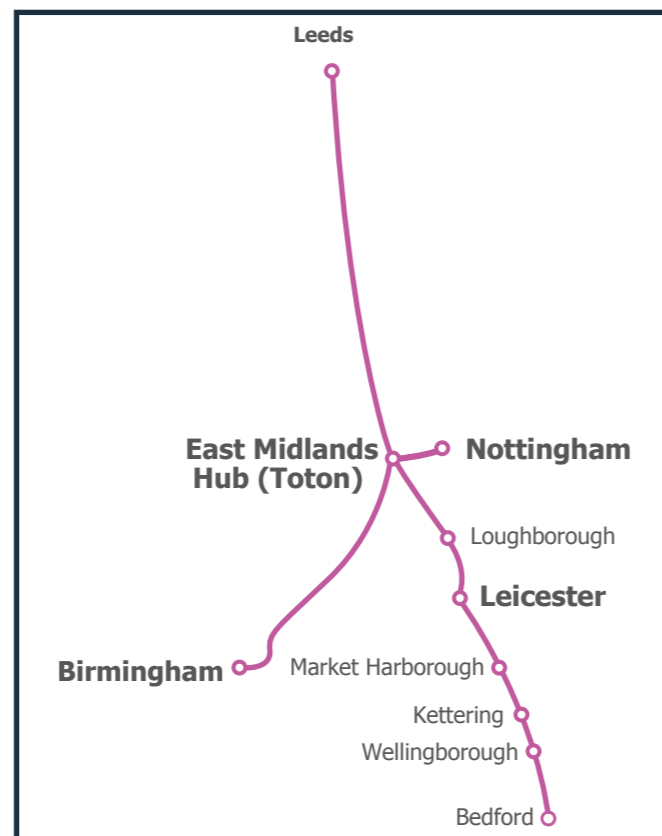 Leeds
East Midlands
Hub (Toton)
Nottingham
Loughborough
Leicester
Birmingham
Market Harborough
Kettering
Wellingborough
Bedford